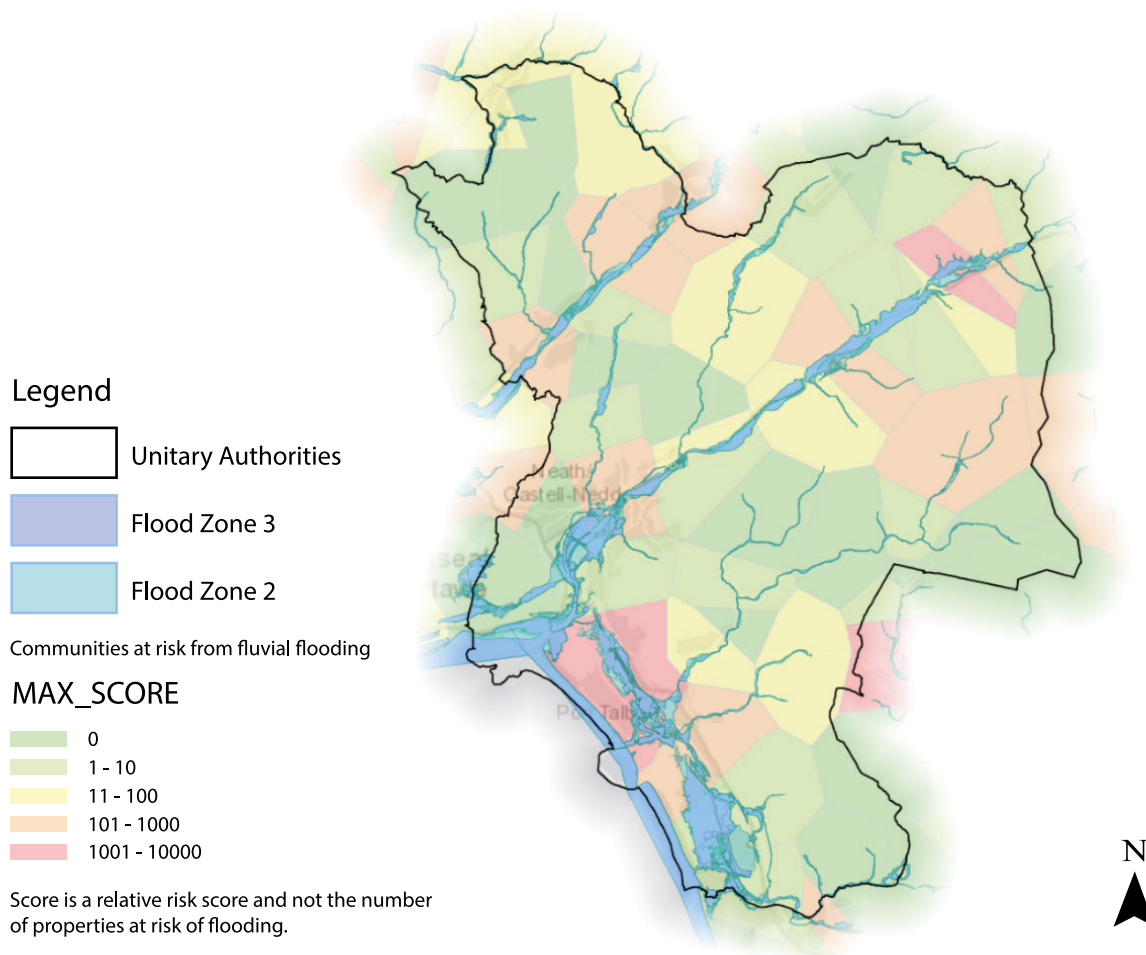 Legend
Unitary Authorities
Flood Zone 3
Flood Zone 2
Communities at risk from fluvial flooding
MAX_SCORE
0
1 - 10
11 - 100
101 - 1000
1001 - 10000
Score is a relative risk score and not the number
of properties at risk of flooding.
Neath/
Castell-Nedd
Port Talbot
N